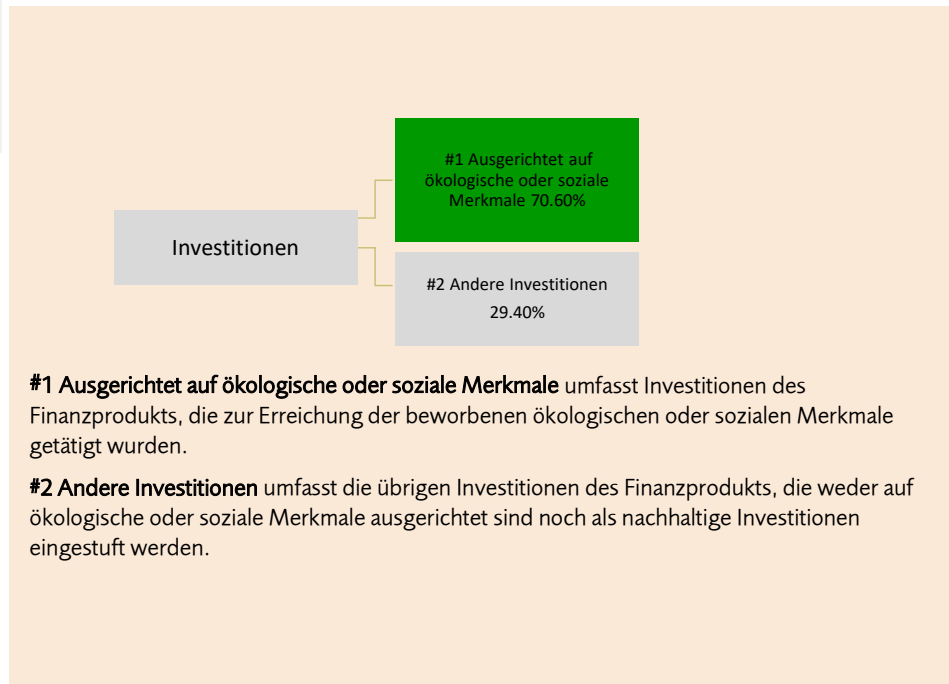 #1 Ausgerichtet auf
ökologische oder soziale
Merkmale 70.60%
Investitionen
#2 Andere Investitionen
29.40%
#1 Ausgerichtet auf ökologische oder soziale Merkmale umfasst Investitionen des
Finanzprodukts, die zur Erreichung der beworbenen ökologischen oder sozialen Merkmale
getätigt wurden.
#2 Andere Investitionen umfasst die übrigen Investitionen des Finanzprodukts, die weder auf
ökologische oder soziale Merkmale ausgerichtet sind noch als nachhaltige Investitionen
eingestuft werden.